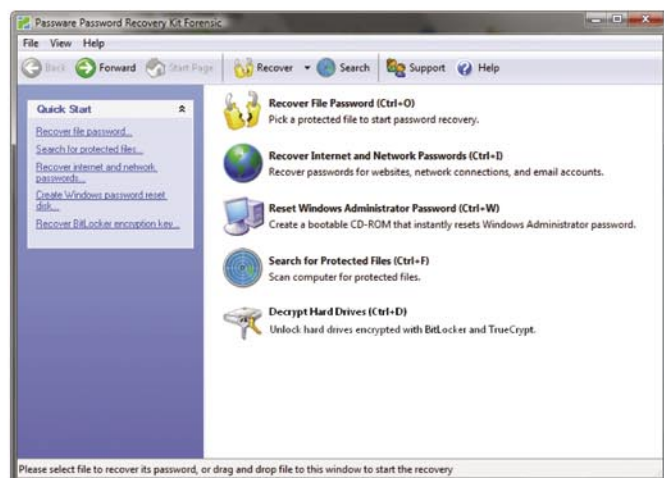 Passware Password Recovery Kit Forensic
File View Help
Back Forward Start Page Recover Search Support Help
Quick Start
Recover file password...
Search for protected files...
Recover internet and network
passwords...
Create Windows password reset
disk...
Recover BitLocker encryption key...
Recover File Password (Ctrl+O)
Pick a protected file to start password recovery.
Recover Internet and Network Passwords (Ctrl+I)
Recover passwords for websites, network connections, and email accounts.
Reset Windows Administrator Password (Ctrl+W)
Create a bootable CD-ROM that instantly resets Windows Administrator password.
Search for Protected Files (Ctrl+F)
Scan computer for protected files.
Decrypt Hard Drives (Ctrl+D)
Unlock hard drives encrypted with BitLocker and TrueCrypt.
Please select file to recover its password, or drag and drop file to this window to start the recovery